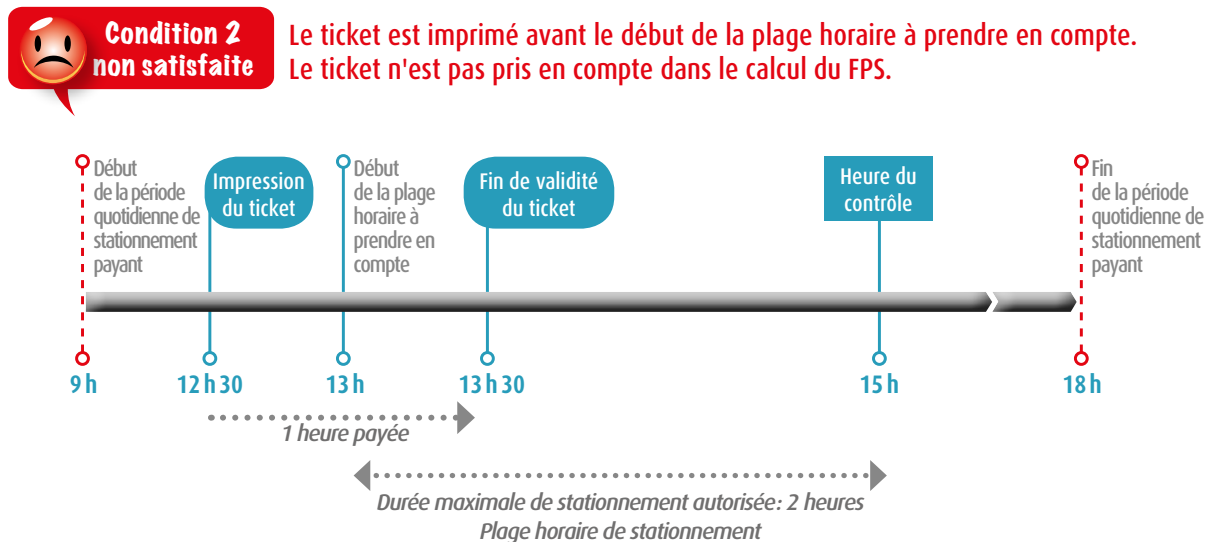 Condition 2
non satisfaite
Le ticket est imprimé avant le début de la plage horaire à prendre en compte.
Le ticket n'est pas pris en compte dans le calcul du FPS.
Début
de la période
quotidienne de
stationnement
payant
Impression
du ticket
Début
de la plage
horaire à
prendre en
compte
Fin de validité
du ticket
Heure du
contrôle
Fin
de la période
quotidienne de
stationnement
payant
9 h
12 h 30
13 h
13 h 30
15 h
18 h
1 heure payée
Durée maximale de stationnement autorisée: 2 heures
Plage horaire de stationnement